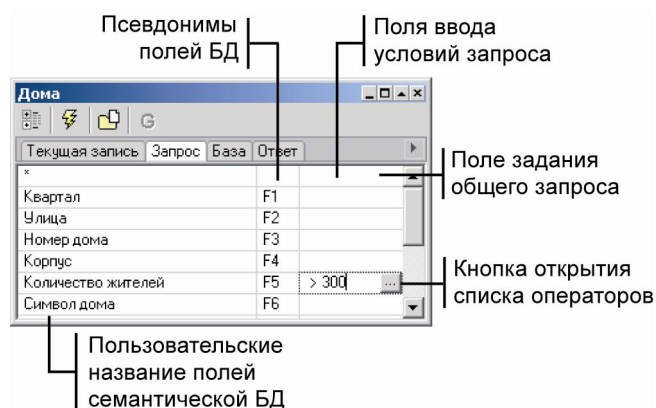 Псевдонимы
полей БД
Поля ввода
условий запроса
Дома
G
Текущая запись Запрос База Ответ
*
Квартал F1
Улица F2
Номер дома F3
Корпус F4
Количество жителей F5 > 300 ...
Символ дома F6
Поле задания
общего запроса
Кнопка открытия
списка операторов
Пользовательские
название полей
семантической БД